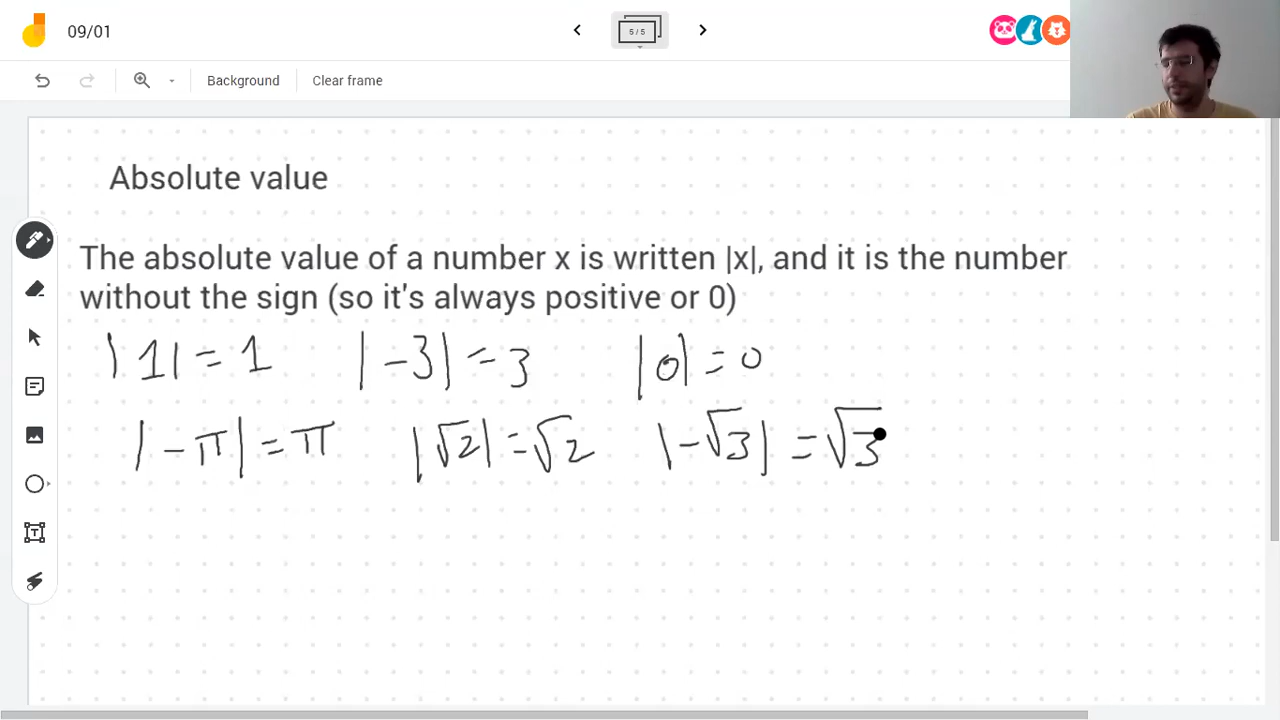 09/01
5 / 5
Background
Clear frame
Absolute value
The absolute value of a number x is written |x|, and it is the number
without the sign (so it's always positive or 0)
|1| = 1 |-3| = 3 |0| = 0
|-π| = π |√2| = √2 |-√3| = √3